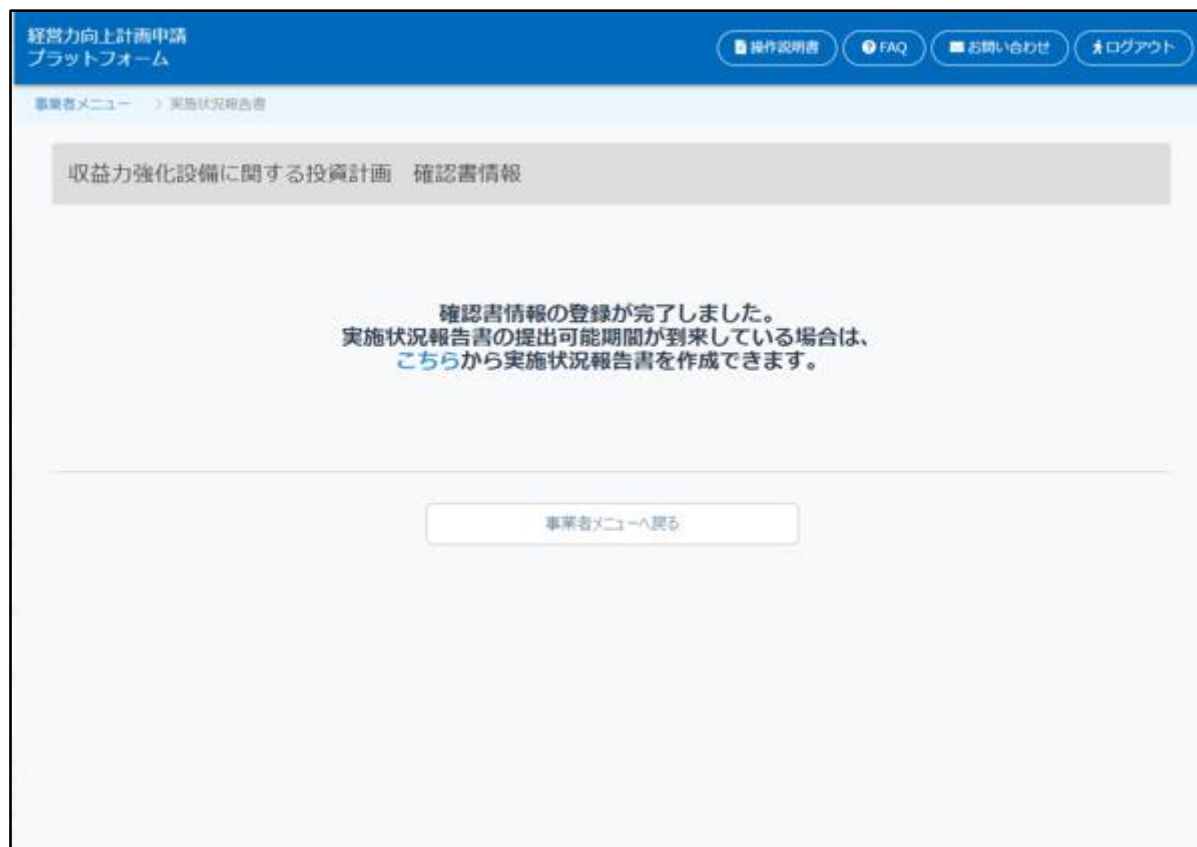 経営力向上計画申請
プラットフォーム
操作説明書
FAQ
お問い合わせ
ログアウト
事業者メニュー > 実施状況報告書
収益力強化設備に関する投資計画 確認書情報
確認書情報の登録が完了しました。
実施状況報告書の提出可能期間が到来している場合は、
こちらから実施状況報告書を作成できます。
事業者メニューへ戻る